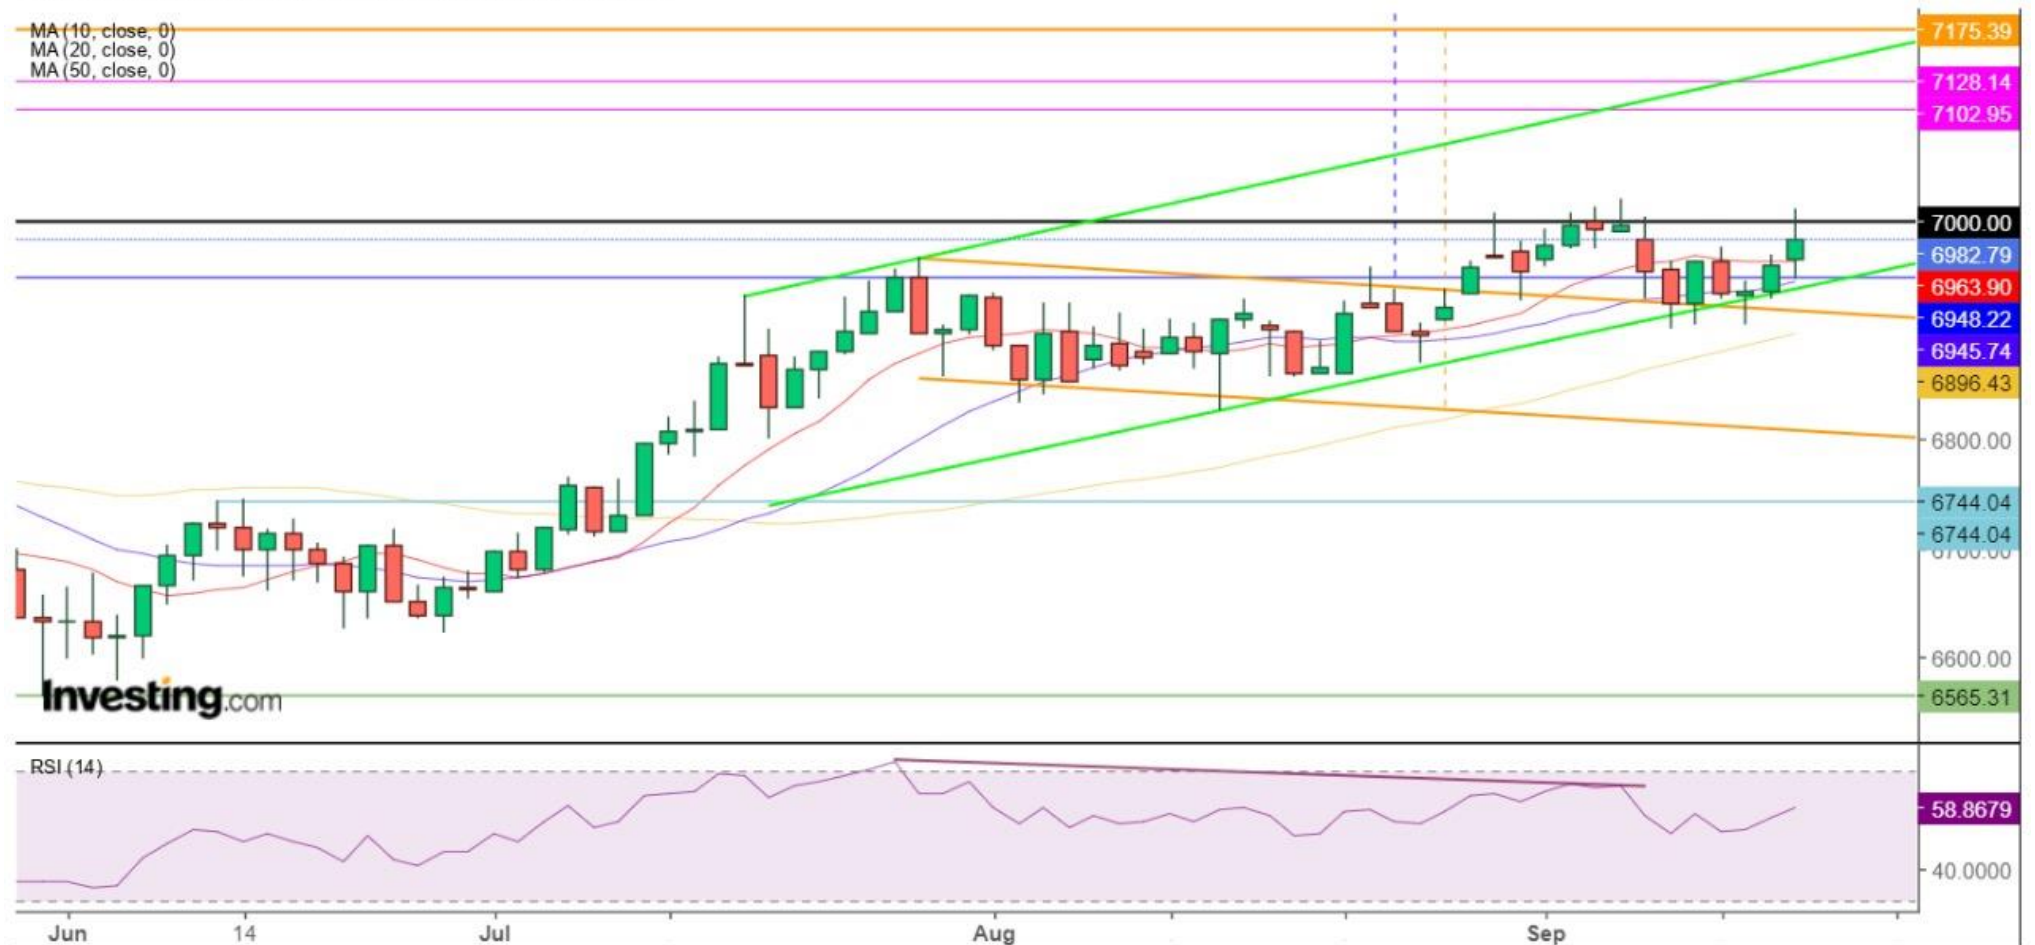 MA (10, close, 0)
MA (20, close, 0)
MA (50, close, 0)
7175.39
7128.14
7102.95
7000.00
6982.79
6963.90
6948.22
6945.74
6896.43
6800.00
6744.04
6744.04
6700.00
6600.00
6565.31
Investing.com
RSI (14)
58.8679
40.0000
Jun 14 Jul Aug Sep